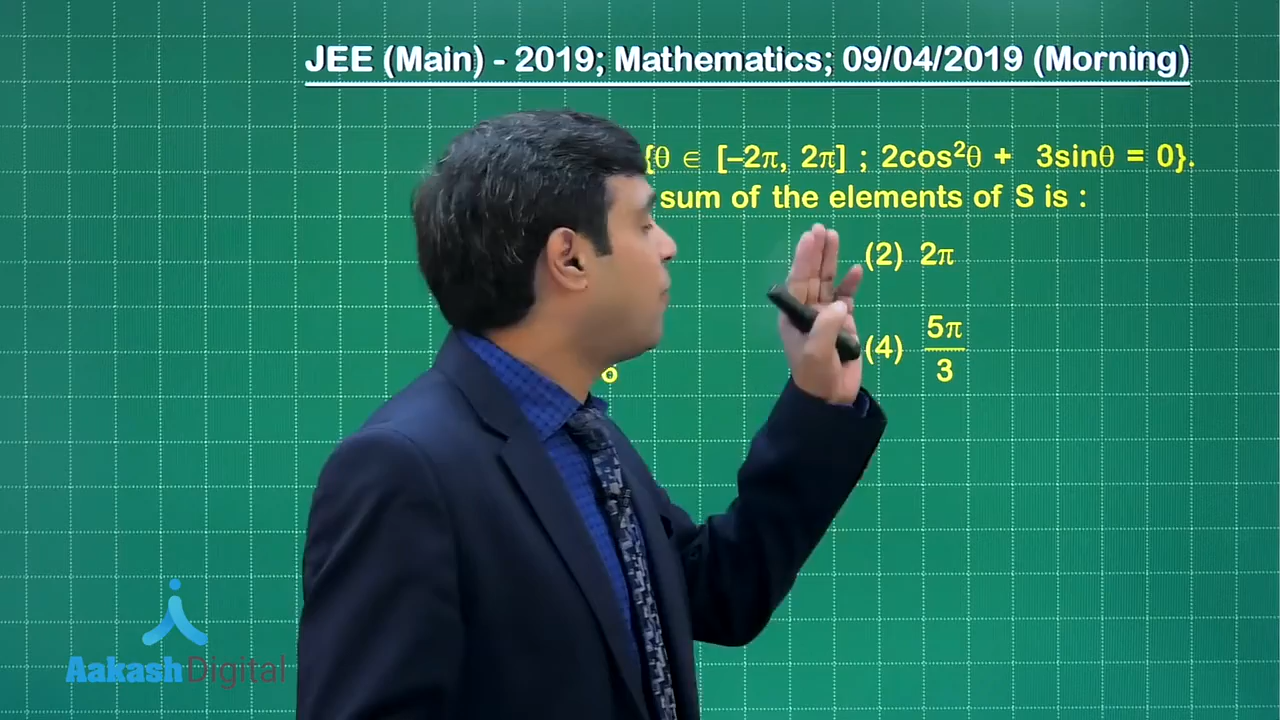 JEE (Main) - 2019; Mathematics; 09/04/2019 (Morning)
{θ ∈ [–2π, 2π] ; 2cos²θ + 3sinθ = 0}.
sum of the elements of S is :
(2) 2π
(4) 5π/3
6
Aakash Digital